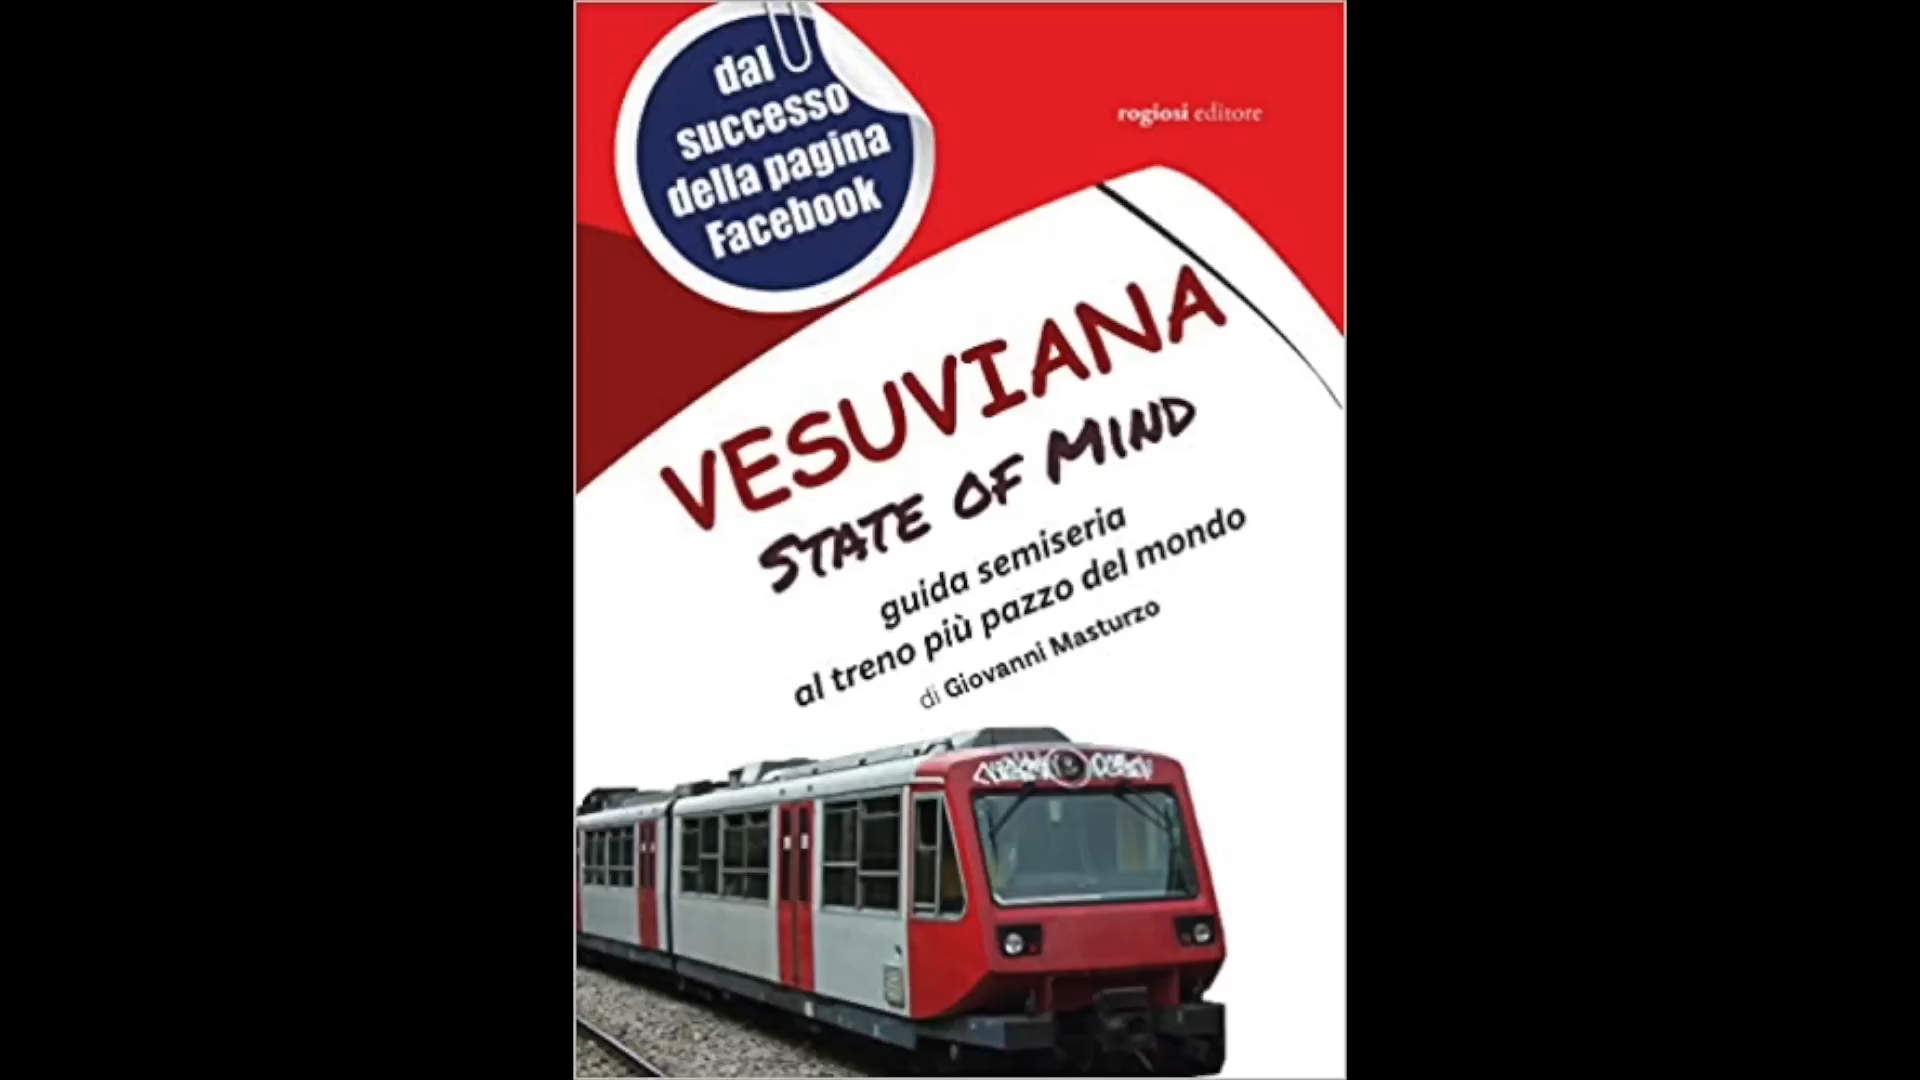 dal
successo
della pagina
Facebook
rogiosi editore
VESUVIANA
STATE OF MIND
guida semiseria
al treno più pazzo del mondo
di Giovanni Masturzo